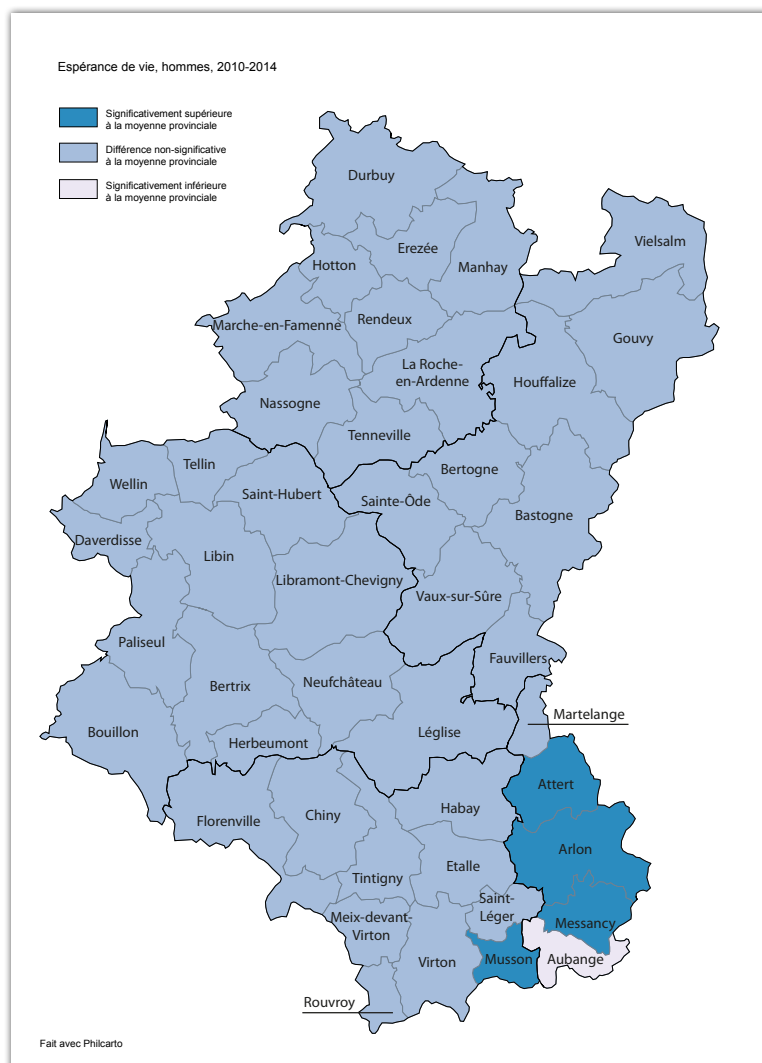 Espérance de vie, hommes, 2010-2014
Significativement supérieure
à la moyenne provinciale
Différence non-significative
à la moyenne provinciale
Significativement inférieure
à la moyenne provinciale
Durbuy
Vielsalm
Erezée
Hotton
Manhay
Marche-en-Famenne
Rendeux
Gouvy
La Roche-
en-Ardenne
Houffalize
Nassogne
Tenneville
Tellin
Bertogne
Wellin
Saint-Hubert
Sainte-Ôde
Bastogne
Daverdisse
Libin
Libramont-Chevigny
Vaux-sur-Sûre
Paliseul
Fauvillers
Bertrix
Neufchâteau
Martelange
Bouillon
Herbeumont
Léglise
Attert
Habay
Florenville
Chiny
Arlon
Etalle
Tintigny
Saint-
Léger
Meix-devant-
Virton
Messancy
Virton
Musson
Aubange
Rouvroy
Fait avec Philcarto